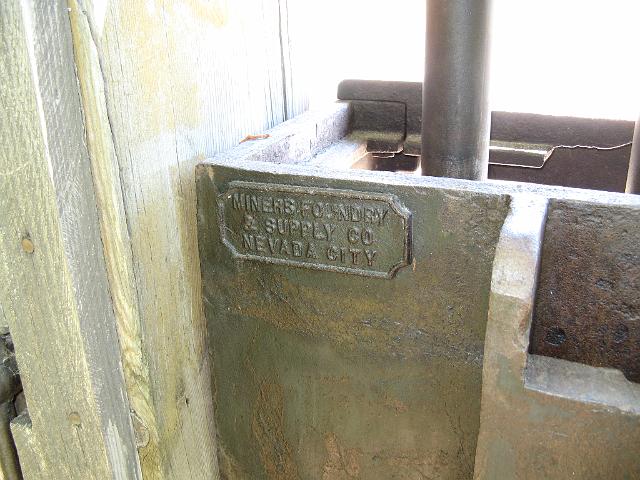 MINERS FOUNDRY
& SUPPLY CO
NEVADA CITY